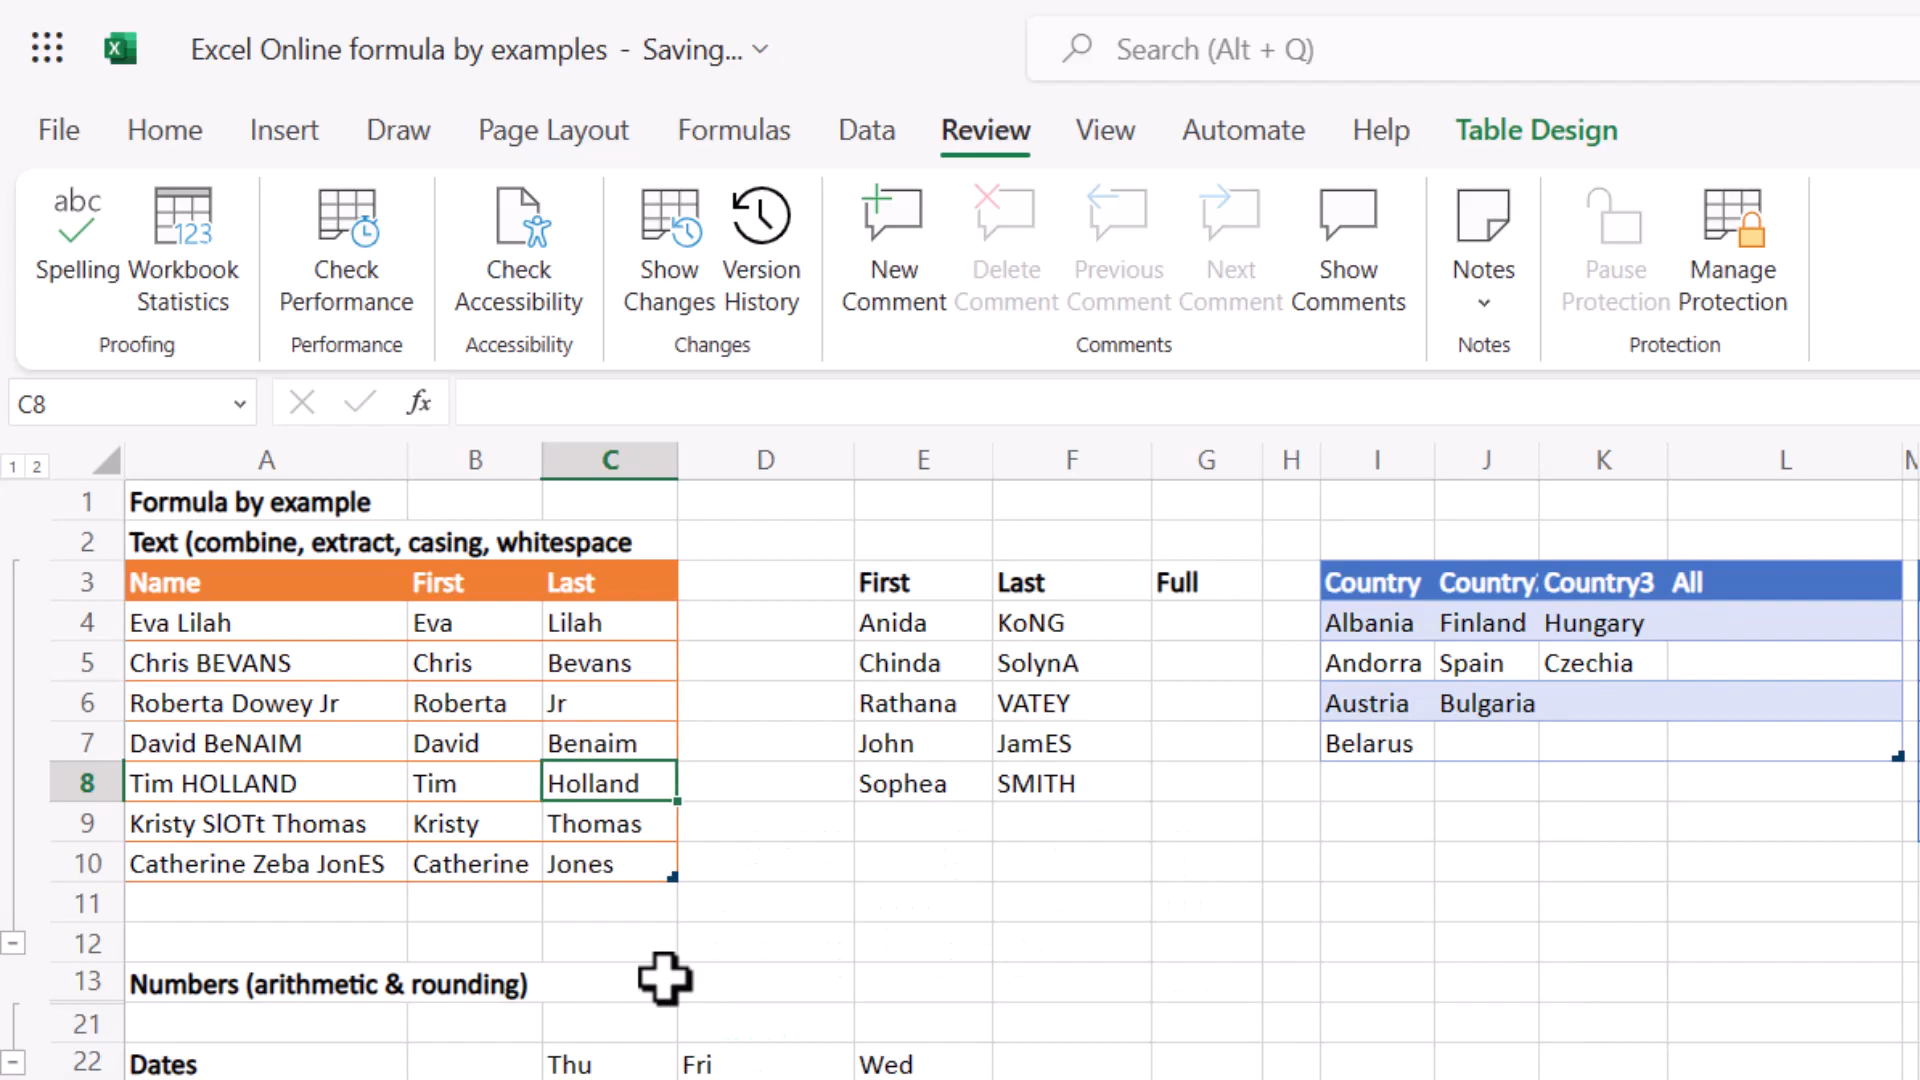 Excel Online formula by examples - Saving...
Search (Alt + Q)
File Home Insert Draw Page Layout Formulas Data Review View Automate Help Table Design
abc
123
Spelling Workbook Statistics
Check Performance
Check Accessibility
Show Changes Version History
New Comment Delete Comment Previous Comment Next Comment Show Comments
Notes
Pause Protection Manage Protection
Proofing Performance Accessibility Changes Comments Notes Protection
C8 fx
1 2 A B C D E F G H I J K L M
1 Formula by example
2 Text (combine, extract, casing, whitespace
3 Name First Last First Last Full Country Country Country3 All
4 Eva Lilah Eva Lilah Anida KoNG Albania Finland Hungary
5 Chris BEVANS Chris Bevans Chinda SolynA Andorra Spain Czechia
6 Roberta Dowey Jr Roberta Jr Rathana VATEY Austria Bulgaria
7 David BeNAIM David Benaim John JamES Belarus
8 Tim HOLLAND Tim Holland Sophea SMITH
9 Kristy SlOTt Thomas Kristy Thomas
10 Catherine Zeba JonES Catherine Jones
11
12
13 Numbers (arithmetic & rounding)
21
22 Dates Thu Fri Wed